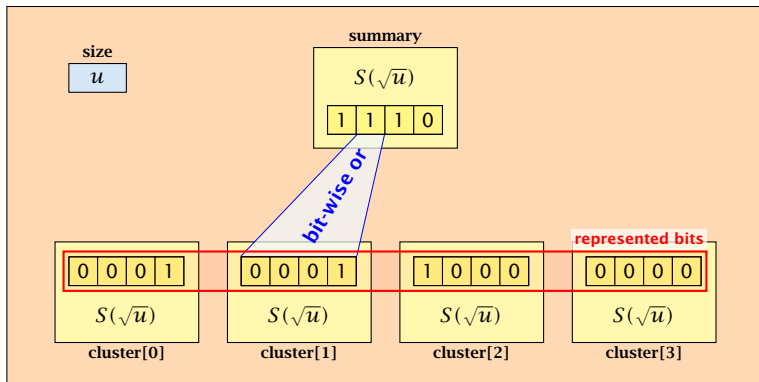 summary
size
u
S(√u)
1 1 1 0
bit-wise or
represented bits
0 0 0 1 0 0 0 1 1 0 0 0 0 0 0 0
S(√u) S(√u) S(√u) S(√u)
cluster[0] cluster[1] cluster[2] cluster[3]